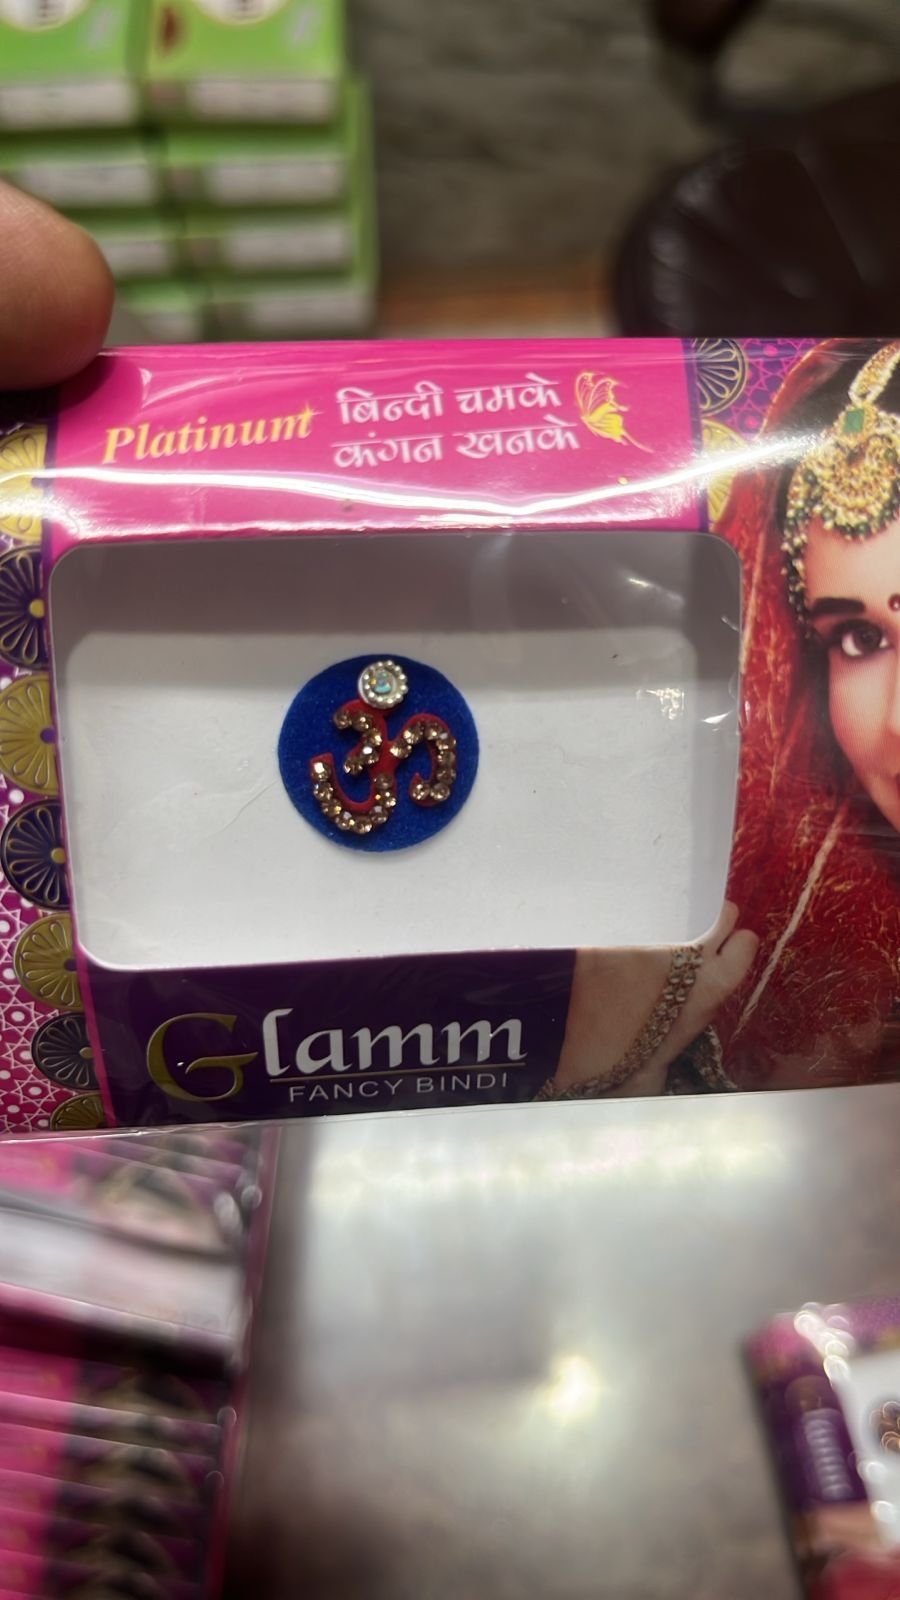 Platinum
बिन्दी चमके
कंगन खनके
ॐ
Glamm
FANCY BINDI